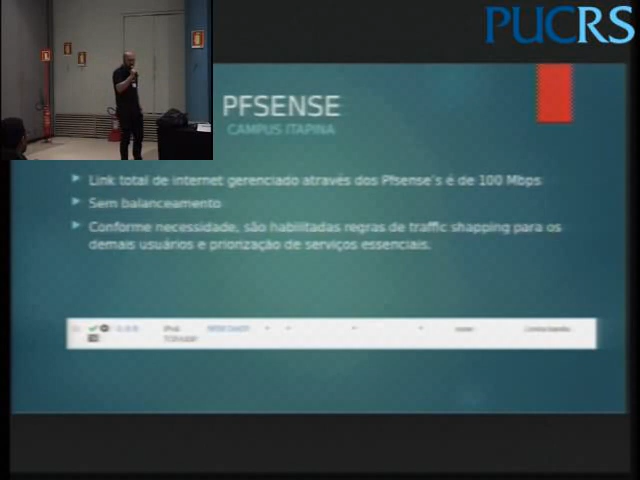 PUCRS
PFSENSE
CAMPUS ITAPINA
Link total de internet gerenciado através dos Pfsense's é de 100 Mbps
Sem balanceamento
Conforme necessidade, são habilitadas regras de traffic shapping para os
demais usuários e priorização de serviços essenciais.